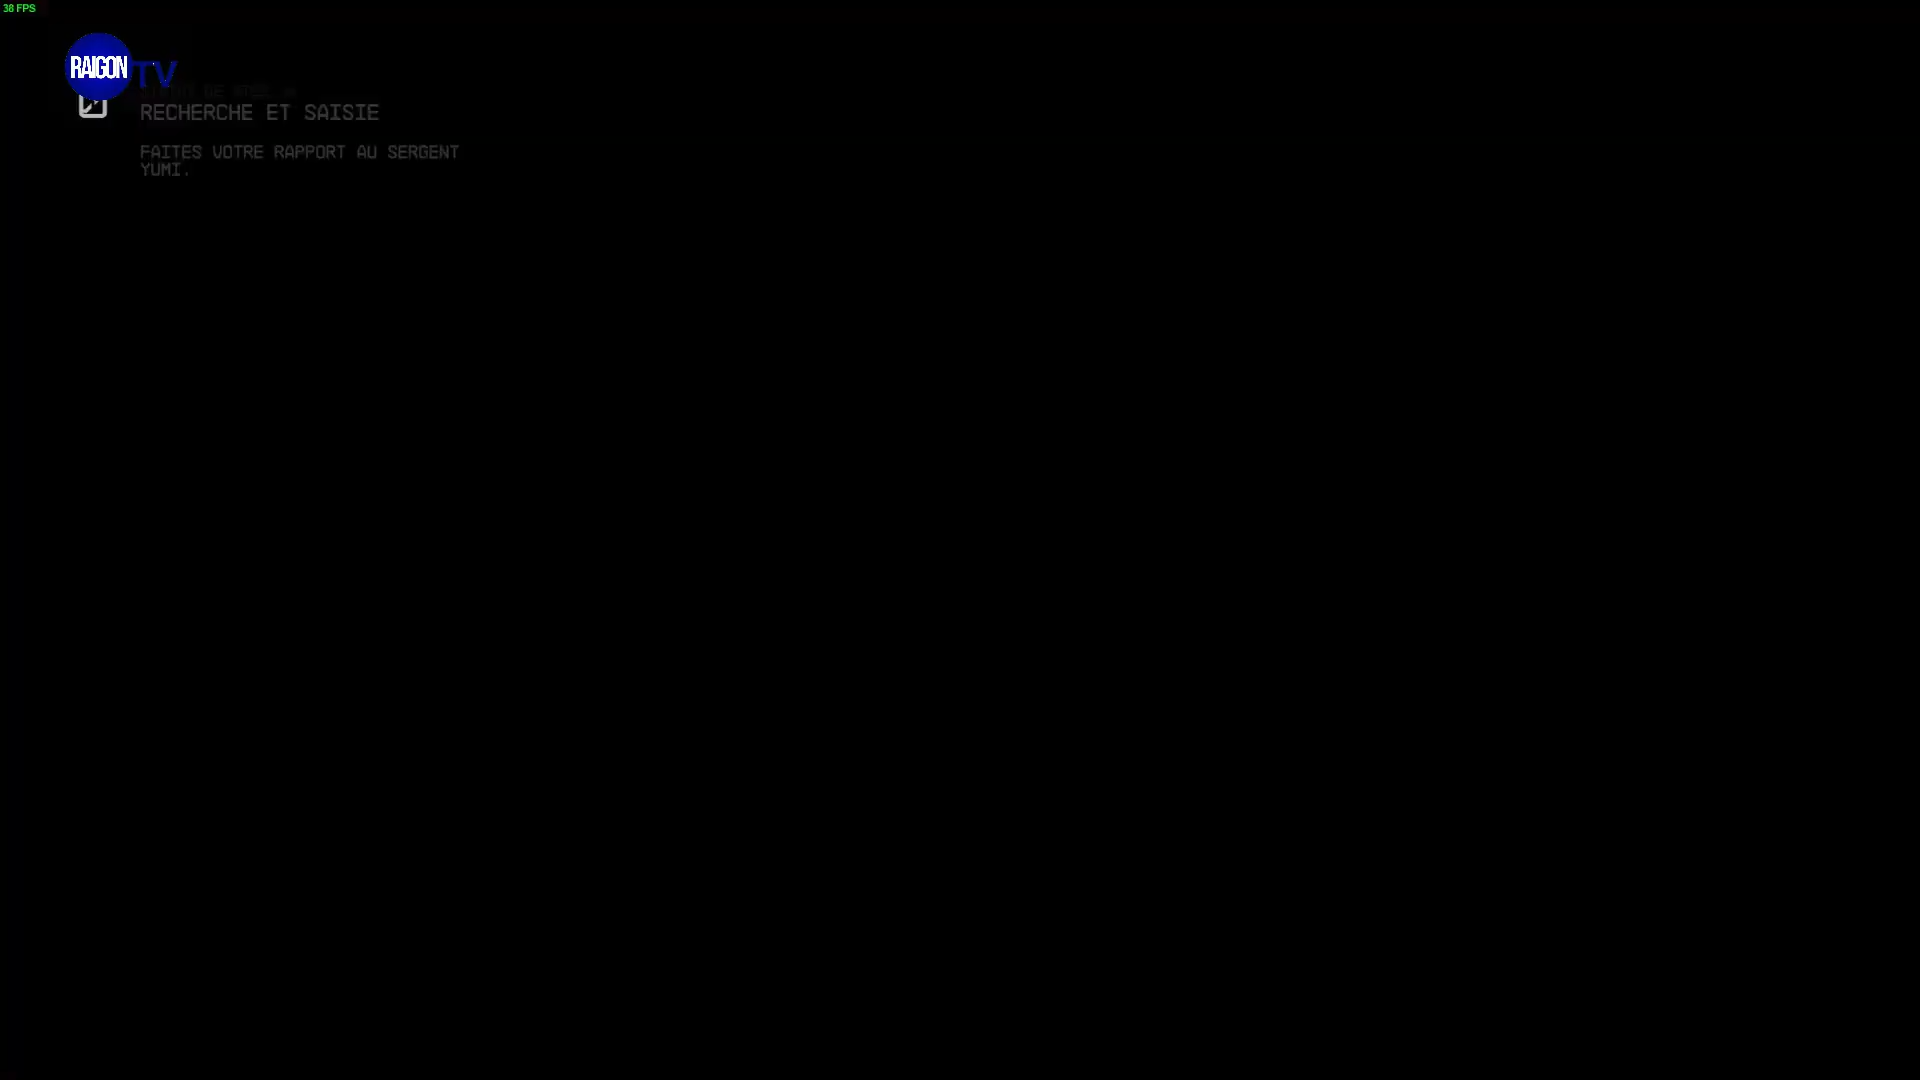 38 FPS
RAIGON
TV
RECHERCHE ET SAISIE
FAITES VOTRE RAPPORT AU SERGENT
YUMI.